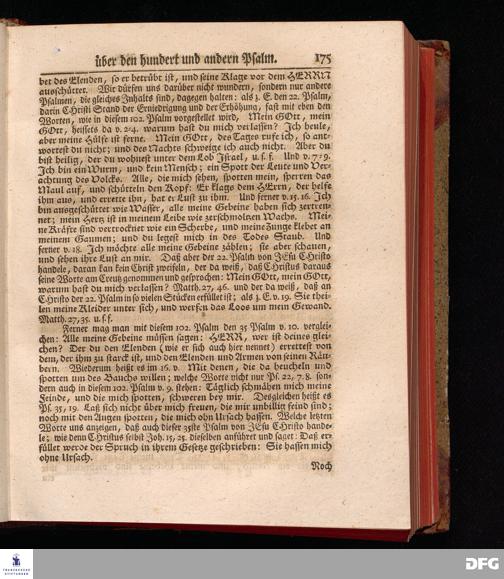 über den hundert und andern Psalm. 175
bet des Elenden, so er betrübt ist, und seine Klage vor dem HERRN
ausschüttet. Wir dürfen uns darüber nicht wundern, sondern nur andere
Psalmen, die gleiches Inhalts sind, dagegen halten: als z. E. den 22. Psalm,
darin Christi Stand der Erniedrigung und der Erhöhung, fast mit eben den
Worten, wie in diesem 102. Psalm vorgestellet wird, Mein GOtt, mein
GOtt, heissets da v. 2:4. warum hast du mich verlassen? Ich heule,
aber meine Hülfe ist ferne. Mein GOtt, des Tages rufe ich, so ant-
wortest du nicht; und des Nachts schweige ich auch nicht. Aber du
bist heilig, der du wohnest unter dem Lob Israel, u. s. f. Und v. 7:9.
Ich bin ein Wurm, und kein Mensch; ein Spott der Leute und Ver-
achtung des Volcks. Alle, die mich sehen, spotten mein, sperren das
Maul auf, und schütteln den Kopf: Er klags dem HErrn, der helfe
ihm aus, und errette ihn, hat er Lust zu ihm. Und ferner v. 15. 16. Ich
bin ausgeschüttet wie Wasser, alle meine Gebeine haben sich zertren-
net; mein Hertz ist in meinem Leibe wie zerschmoltzen Wachs. Mei-
ne Kräfte sind vertrocknet wie ein Scherbe, und meine Zunge klebet an
meinem Gaumen; und du legest mich in des Todes Staub. Und
ferner v. 18. Ich möchte alle meine Gebeine zählen; sie aber schauen,
und sehen ihre Lust an mir. Daß aber der 22. Psalm von JEsu Christo
handele, daran kan kein Christ zweifeln, der da weiß, daß Christus daraus
seine Worte am Creutz genommen und gesprochen: Mein GOtt, mein GOtt,
warum hast du mich verlassen? Matth. 27, 46. und der da weiß, daß an
Christo der 22. Psalm in so vielen Stücken erfüllet ist; als z. E. v. 19. Sie thei-
len meine Kleider unter sich, und werfen das Loos um mein Gewand.
Matth. 27, 35. u. s. f.
Ferner mag man mit diesem 102. Psalm den 35 Psalm v. 10. verglei-
chen: Alle meine Gebeine müssen sagen: HERR, wer ist deines glei-
chen? Der du den Elenden (wie er sich auch hier nennet) errettest von
dem, der ihm zu starck ist, und den Elenden und Armen von seinen Räu-
bern. Wiederum heißt es im 16. v. Mit denen, die da heucheln und
spotten um des Bauchs willen; welche Worte nicht nur Ps. 22, 7. 8. son-
dern auch in diesem 102. Psalm v. 9. stehen: Täglich schmähen mich meine
Feinde, und die mich spotten, schweren bey mir. Desgleichen heißt es
Ps. 35, 19. Laß sich nicht über mich freuen, die mir unbillig feind sind;
noch mit den Augen spotten, die mich ohn Ursach hassen. Welche letzten
Worte uns anzeigen, daß auch dieser 35ste Psalm von JEsu Christo hande-
le; wie denn Christus selbst Joh. 15, 25. dieselben anführet und saget: Daß er-
füllet werde der Spruch in ihrem Gesetze geschrieben: Sie hassen mich
ohne Ursach.
Noch
FRANCKESCHE
STIFTUNGEN
DFG